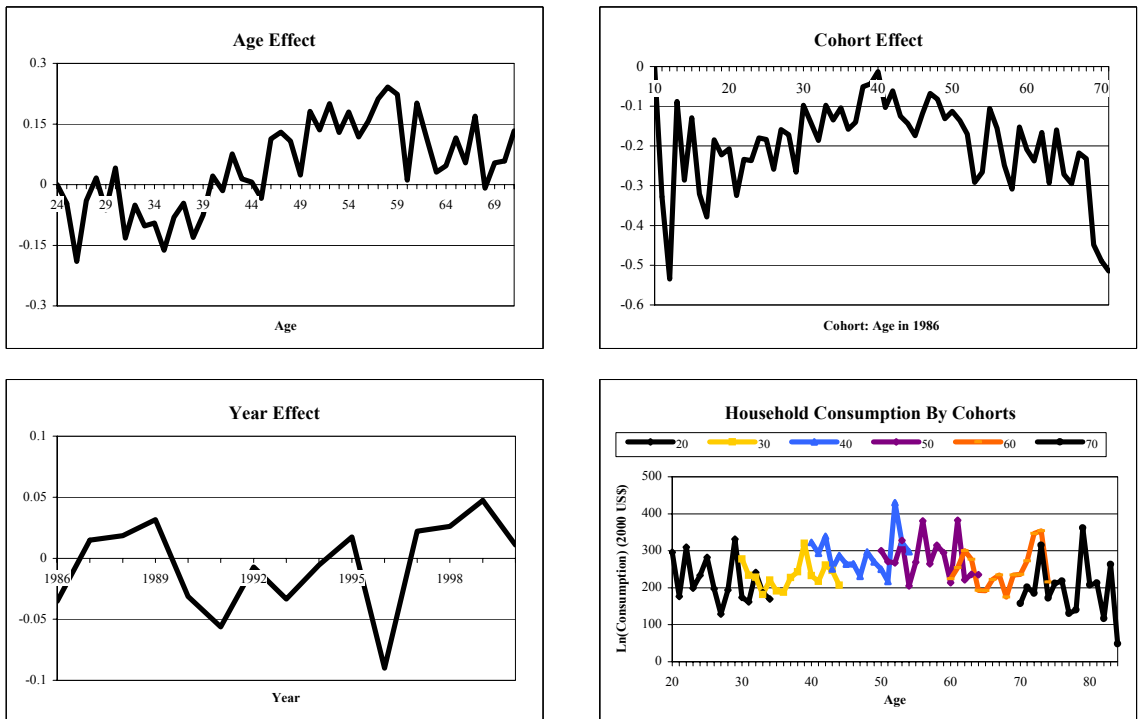 Age Effect
0.3
0.15
0
-0.15
-0.3
24 29 34 39 44 49 54 59 64 69
Age
Cohort Effect
0
-0.1
-0.2
-0.3
-0.4
-0.5
-0.6
10 20 30 40 50 60 70
Cohort: Age in 1986
Year Effect
0.1
0.05
0
-0.05
-0.1
1986 1989 1992 1995 1998
Year
Household Consumption By Cohorts
20 30 40 50 60 70
Ln(Consumption) (2000 US$)
500
400
300
200
100
0
20 30 40 50 60 70 80
Age